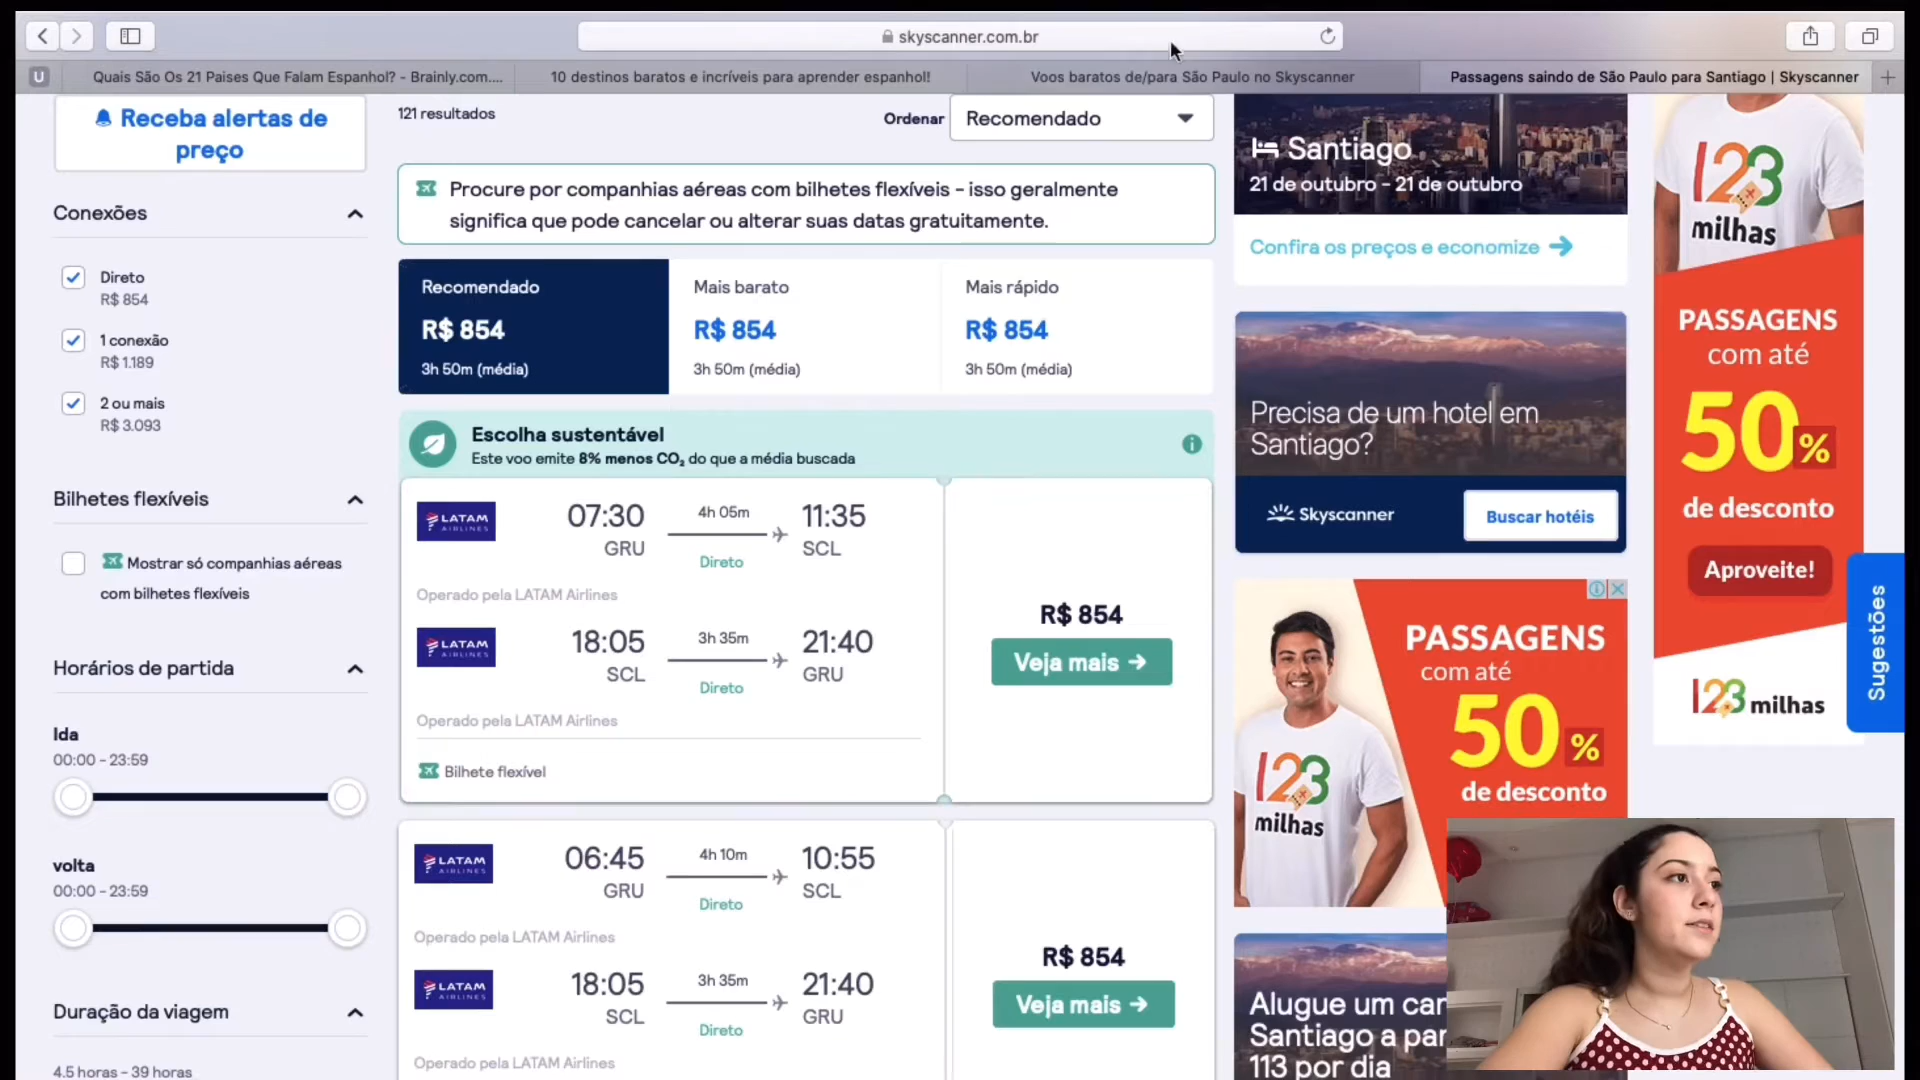 skyscanner.com.br
U
Quais São Os 21 Paises Que Falam Espanhol? - Brainly.com....
10 destinos baratos e incríveis para aprender espanhol!
Voos baratos de/para São Paulo no Skyscanner
Passagens saindo de São Paulo para Santiago | Skyscanner
Receba alertas de
preço
Conexões
Direto
R$ 854
1 conexão
R$ 1.189
2 ou mais
R$ 3.093
Bilhetes flexíveis
Mostrar só companhias aéreas
com bilhetes flexíveis
Horários de partida
Ida
00:00 - 23:59
volta
00:00 - 23:59
Duração da viagem
4.5 horas - 39 horas
121 resultados
Ordenar
Recomendado
Procure por companhias aéreas com bilhetes flexíveis - isso geralmente
significa que pode cancelar ou alterar suas datas gratuitamente.
Recomendado
R$ 854
3h 50m (média)
Mais barato
R$ 854
3h 50m (média)
Mais rápido
R$ 854
3h 50m (média)
Escolha sustentável
Este voo emite 8% menos CO₂ do que a média buscada
LATAM
AIRLINES
07:30
GRU
4h 05m
Direto
11:35
SCL
Operado pela LATAM Airlines
LATAM
AIRLINES
18:05
SCL
3h 35m
Direto
21:40
GRU
Operado pela LATAM Airlines
Bilhete flexível
R$ 854
Veja mais →
LATAM
AIRLINES
06:45
GRU
4h 10m
Direto
10:55
SCL
Operado pela LATAM Airlines
LATAM
AIRLINES
18:05
SCL
3h 35m
Direto
21:40
GRU
Operado pela LATAM Airlines
R$ 854
Veja mais →
Santiago
21 de outubro - 21 de outubro
Confira os preços e economize →
Precisa de um hotel em
Santiago?
Skyscanner
Buscar hotéis
PASSAGENS
com até
50%
de desconto
123
milhas
Alugue um car
Santiago a par
113 por dia
123
milhas
PASSAGENS
com até
50%
de desconto
Aproveite!
123 milhas
Sugestões